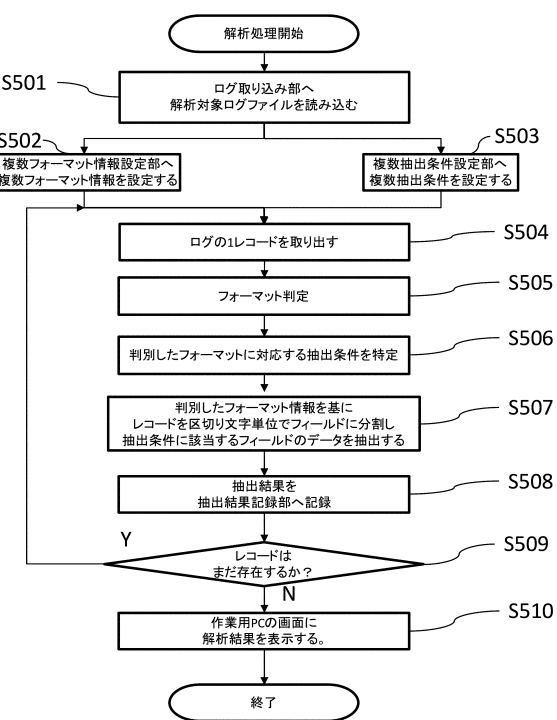 解析処理開始
S501
ログ取り込み部へ
解析対象ログファイルを読み込む
S502
複数フォーマット情報設定部へ
複数フォーマット情報を設定する
S503
複数抽出条件設定部へ
複数抽出条件を設定する
ログの1レコードを取り出す
S504
フォーマット判定
S505
判別したフォーマットに対応する抽出条件を特定
S506
判別したフォーマット情報を基に
レコードを区切り文字単位でフィールドに分割し
抽出条件に該当するフィールドのデータを抽出する
S507
抽出結果を
抽出結果記録部へ記録
S508
Y
レコードは
まだ存在するか？
S509
N
作業用PCの画面に
解析結果を表示する。
S510
終了